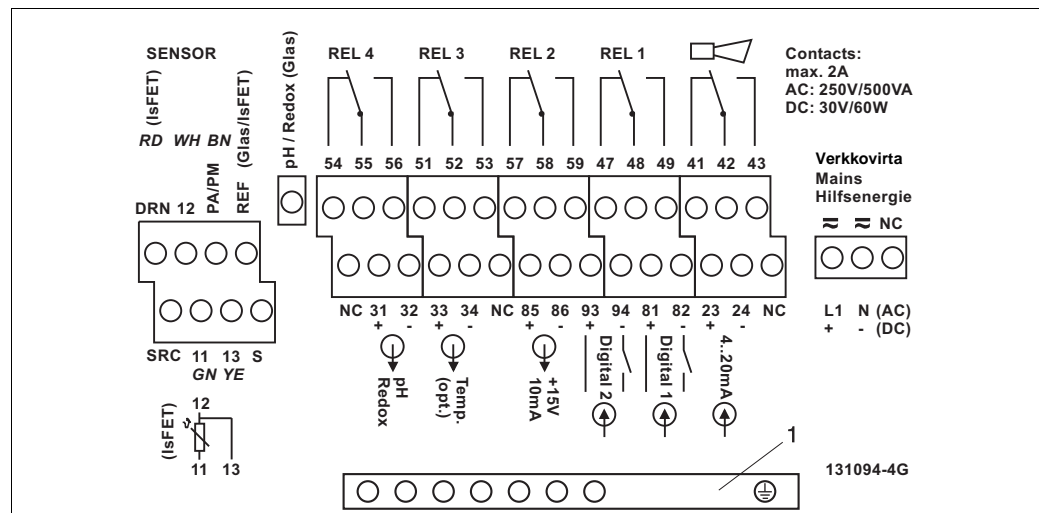 SENSOR
(IsFET)
RD WH BN
(Glas/IsFET)
DRN 12 PA/PM REF
SRC 11 13 S
GN YE
(IsFET)
12
11 13
pH / Redox (Glas)
REL 4 REL 3 REL 2 REL 1
54 55 56 51 52 53 57 58 59 47 48 49 41 42 43
NC 31 32 33 34 NC 85 86 93 94 81 82 23 24 NC
+ - + - + - + - + - + -
pH
Redox
Temp.
(opt.)
+15V
10mA
Digital 2
Digital 1
4..20mA
Contacts:
max. 2A
AC: 250V/500VA
DC: 30V/60W
Verkkovirta
Mains
Hilfsenergie
NC
L1 N (AC)
+ - (DC)
1
131094-4G